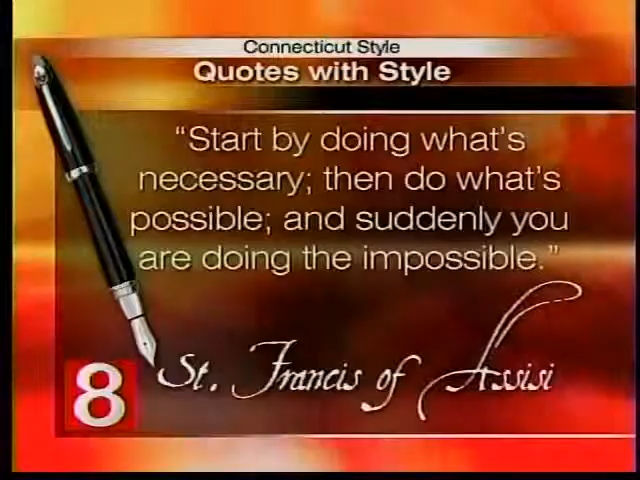 Connecticut Style
Quotes with Style
“Start by doing what's
necessary; then do what's
possible; and suddenly you
are doing the impossible.”
St. Francis of Assisi
8